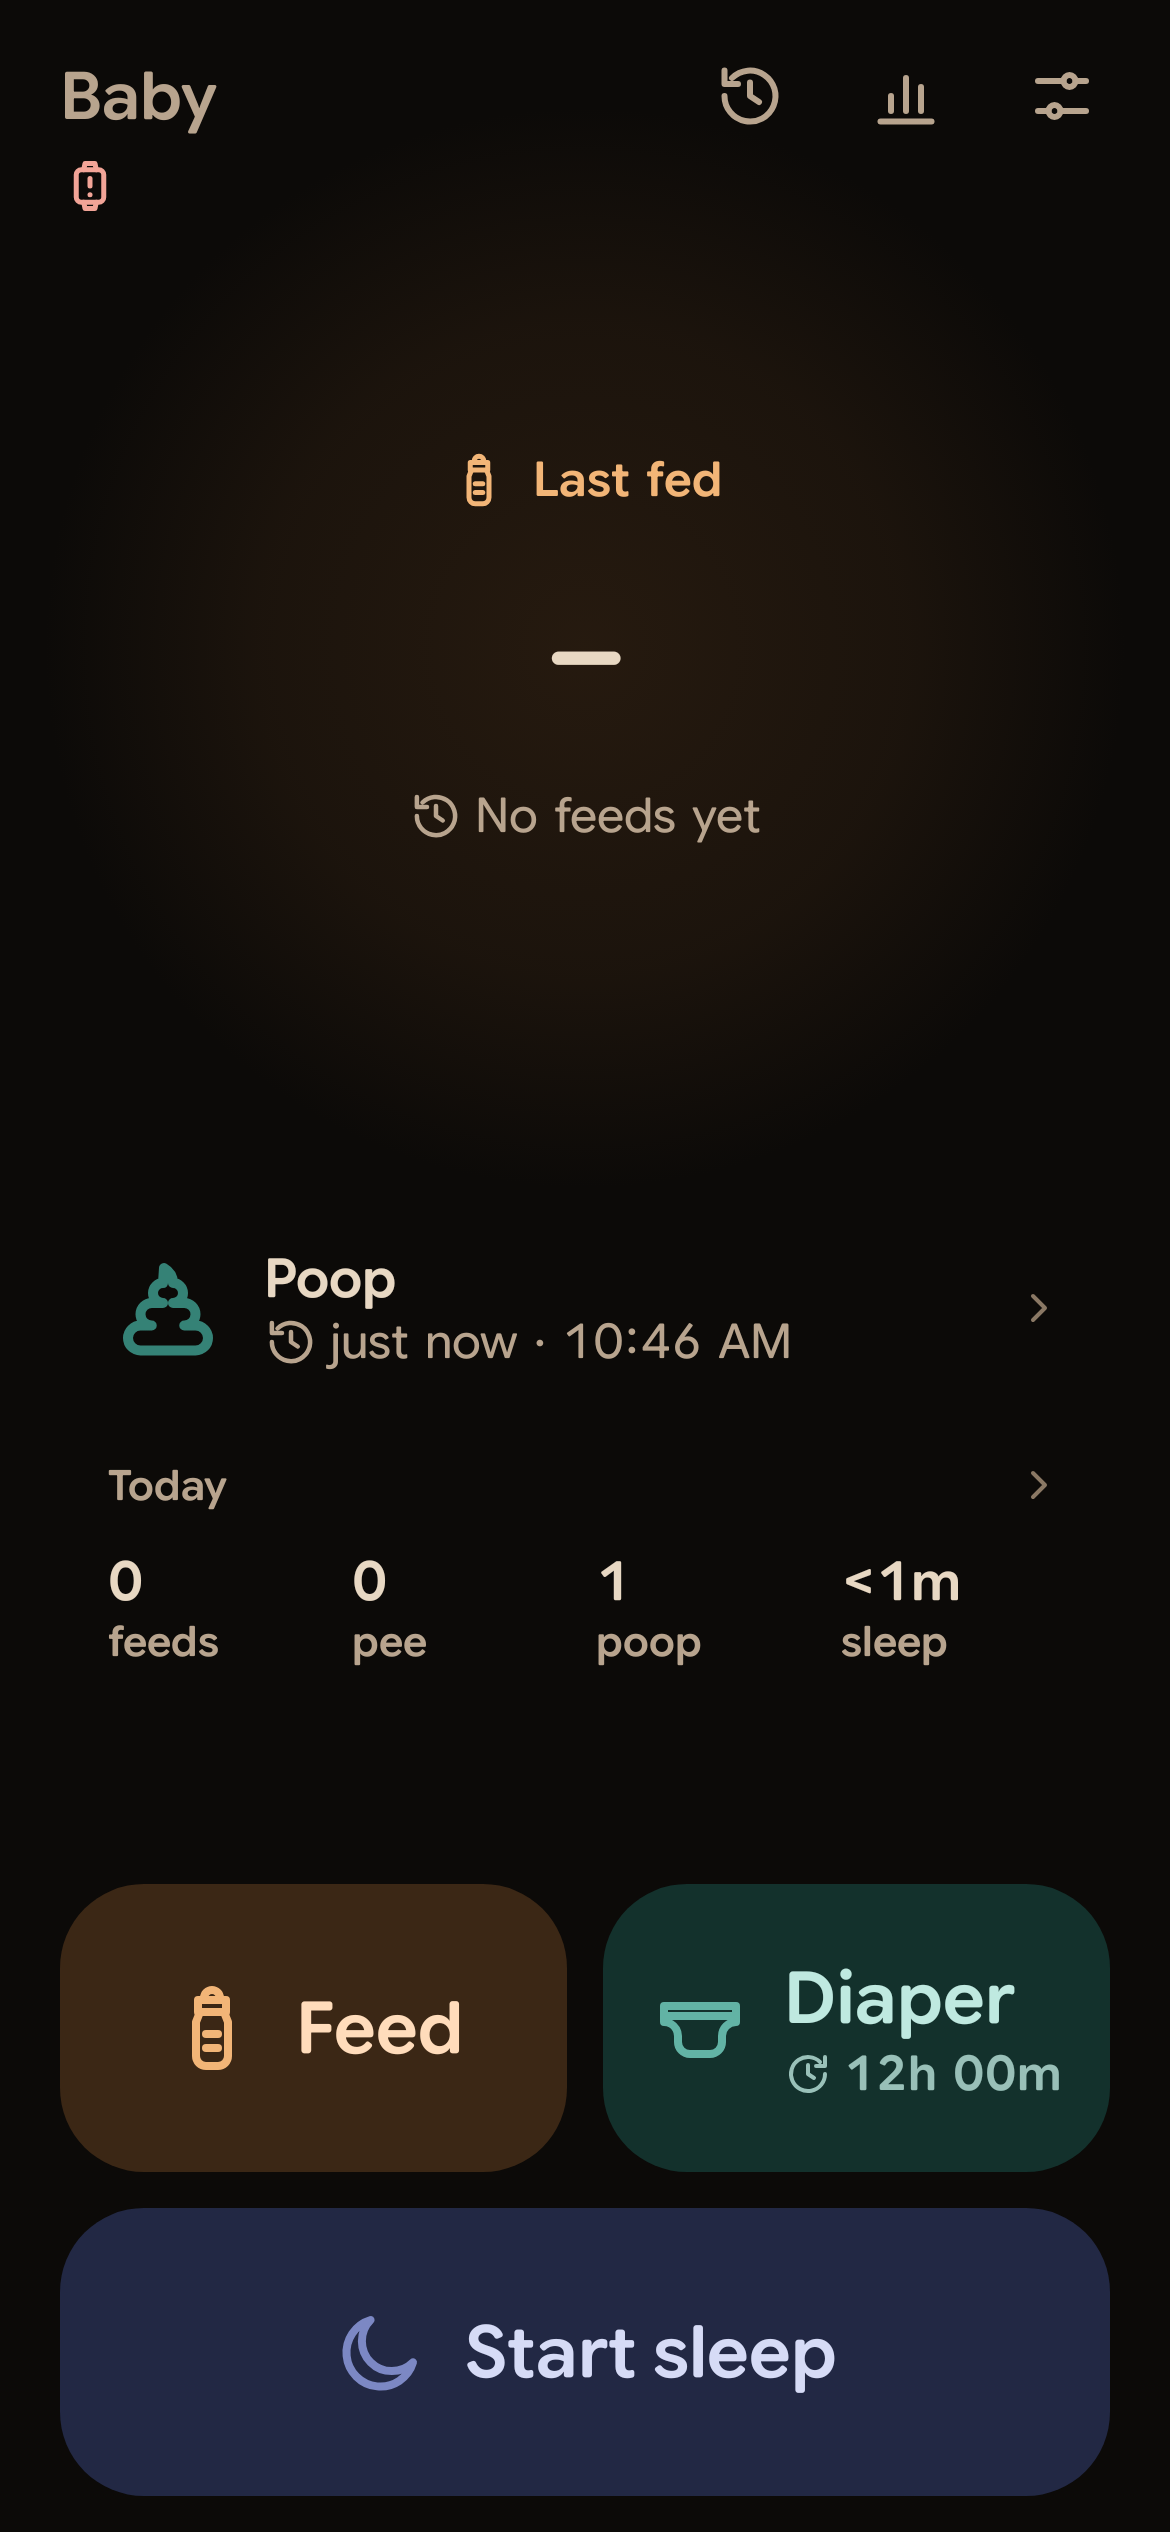 Baby
Last fed
–
No feeds yet
Poop
just now · 10:46 AM
Today
0 0 1 <1m
feeds pee poop sleep
Feed
Diaper
12h 00m
Start sleep